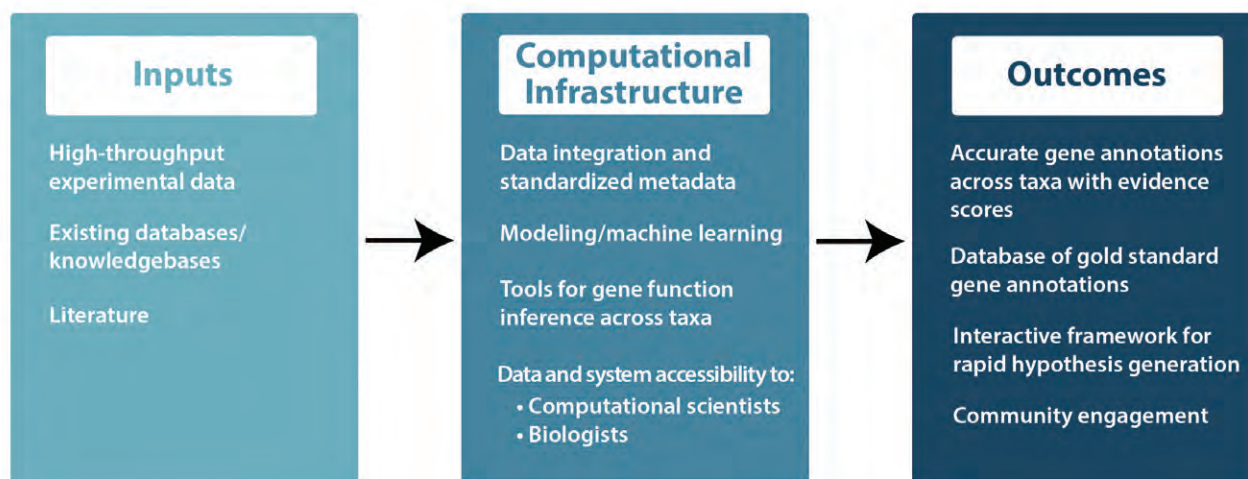 Inputs
High-throughput
experimental data
Existing databases/
knowledgebases
Literature
Computational
Infrastructure
Data integration and
standardized metadata
Modeling/machine learning
Tools for gene function
inference across taxa
Data and system accessibility to:
• Computational scientists
• Biologists
Outcomes
Accurate gene annotations
across taxa with evidence
scores
Database of gold standard
gene annotations
Interactive framework for
rapid hypothesis generation
Community engagement